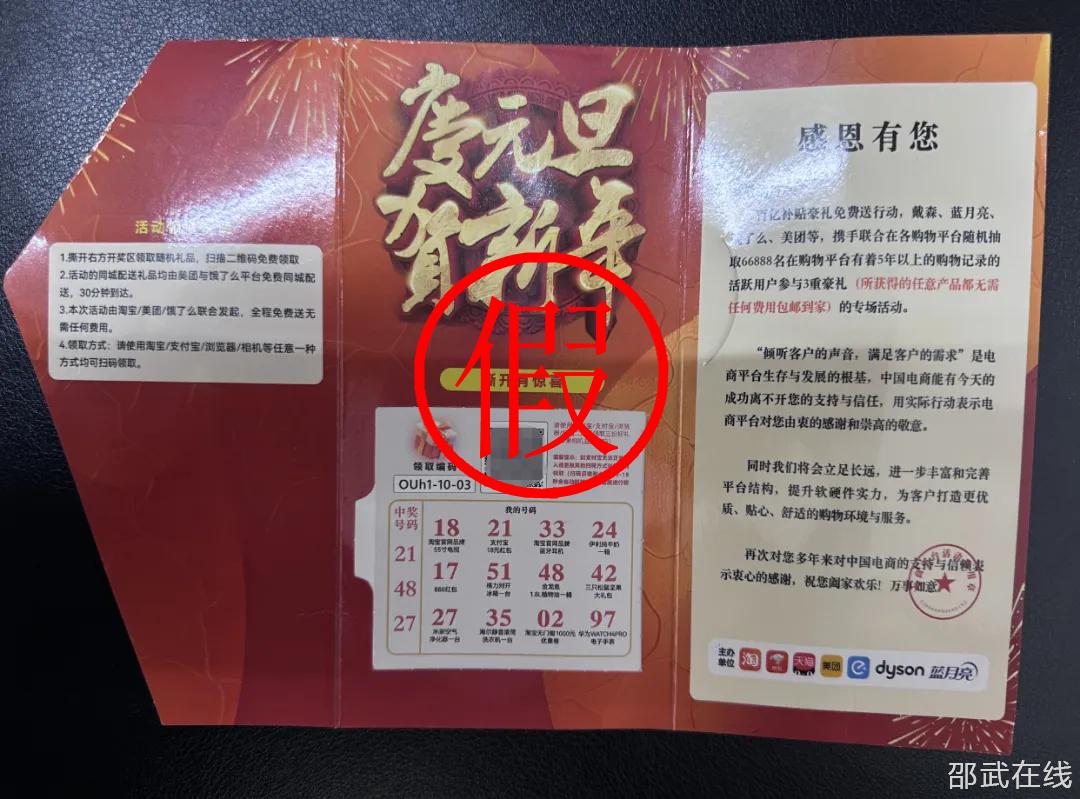 1.撕开右方开奖区领取随机礼品，扫描二维码免费领取
2.活动的同城配送礼品均由美团与饿了么平台免费同城配
送，30分钟到达。
3.本次活动由淘宝/美团/饿了么联合发起，全程免费送无
需任何费用。
4.领取方式：请使用淘宝/支付宝/浏览器/相机等任意一种
方式均可扫码领取。
庆元旦
贺新年
假
撕开有惊喜
领取编码
OUh1-10-03
中奖
号码
21
48
27
我的号码
18 21 33 24
淘宝官网品牌 支付宝 淘宝官网品牌 伊利纯牛奶
55寸电视 18元红包 蓝牙耳机 一箱
17 51 48 42
888红包 格力对开 金龙鱼 三只松鼠坚果
冰箱一台 1.8L植物油一桶 大礼包
27 35 02 97
米家空气 海尔静音滚筒 淘宝无门槛1000元 华为WATCH4PRO
净化器一台 洗衣机一台 优惠卷 电子手表
感恩有您
百亿补贴豪礼免费送行动，戴森、蓝月亮、
饿了么、美团等，携手联合在各购物平台随机抽
取66888名在购物平台有着5年以上的购物记录的
活跃用户参与3重豪礼（所获得的任意产品都无需
任何费用包邮到家）的专场活动。
“倾听客户的声音，满足客户的需求”是电
商平台生存与发展的根基，中国电商能有今天的
成功离不开您的支持与信任，用实际行动表示电
商平台对您由衷的感谢和崇高的敬意。
同时我们将会立足长远，进一步丰富和完善
平台结构，提升软硬件实力，为客户打造更优
质、贴心、舒适的购物环境与服务。
再次对您多年来对中国电商的支持与信赖表
示衷心的感谢，祝您阖家欢乐！万事如意
主办
单位
淘
天猫
美团
dyson
蓝月亮
邵武在线